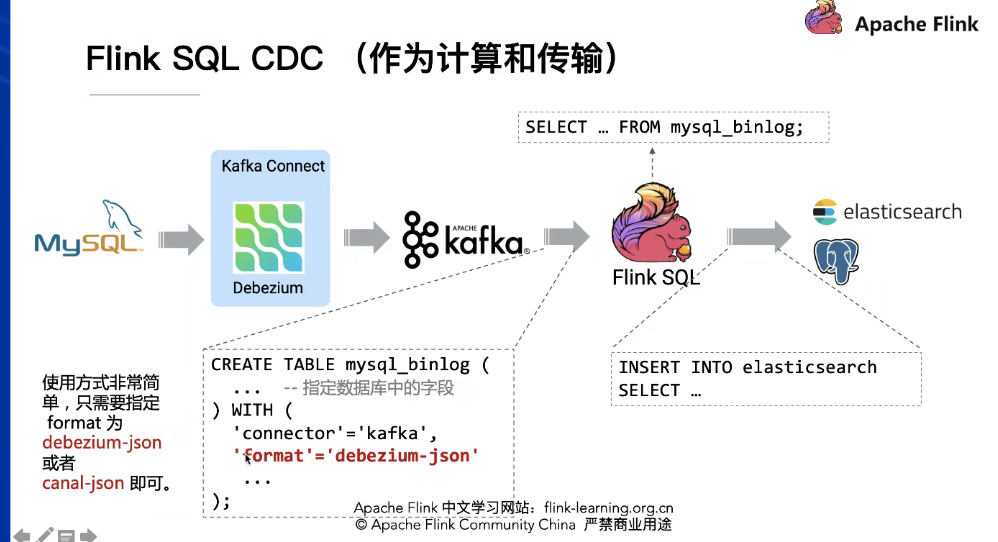 Apache Flink
Flink SQL CDC （作为计算和传输）
SELECT … FROM mysql_binlog;
Kafka Connect
Debezium
MySQL™
APACHE
kafka®
Flink SQL
elasticsearch
使用方式非常简
单，只需要指定
format 为
debezium-json
或者
canal-json 即可。
CREATE TABLE mysql_binlog (
... -- 指定数据库中的字段
) WITH (
'connector'='kafka',
'format'='debezium-json'
...
);
INSERT INTO elasticsearch
SELECT …
Apache Flink 中文学习网站：flink-learning.org.cn
© Apache Flink Community China 严禁商业用途